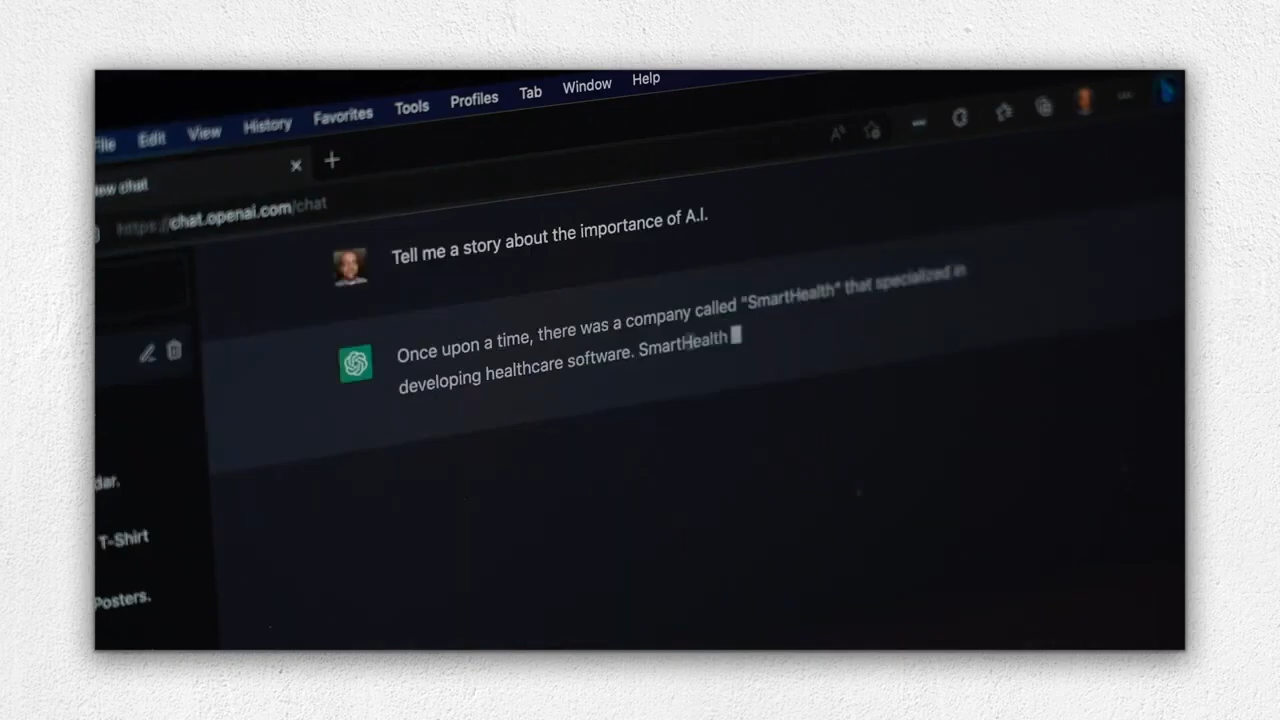 File Edit View History Favorites Tools Profiles Tab Window Help
New chat
https://chat.openai.com/chat
Tell me a story about the importance of A.I.
Once upon a time, there was a company called "SmartHealth" that specialized in
developing healthcare software. SmartHealth
dar.
T-Shirt
Posters.